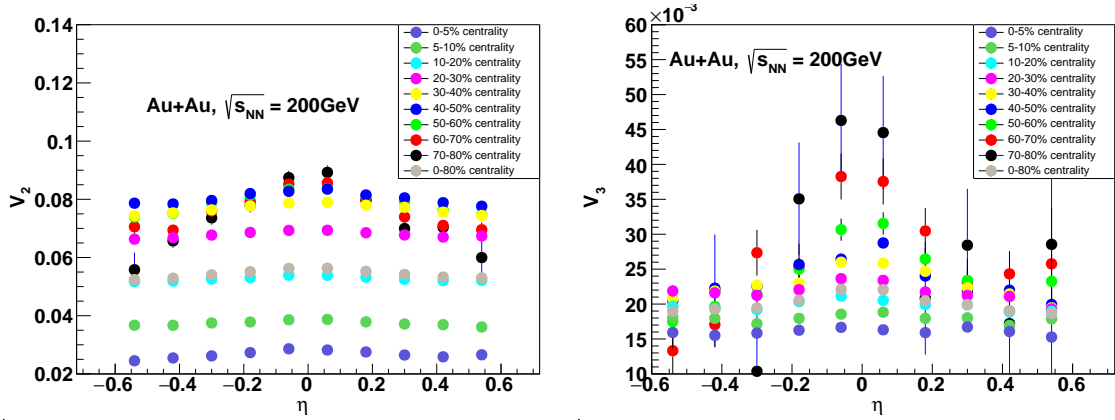 0.14
0.12
0.1
0.08
0.06
0.04
0.02
V2
Au+Au, √sNN = 200GeV
0-5% centrality
5-10% centrality
10-20% centrality
20-30% centrality
30-40% centrality
40-50% centrality
50-60% centrality
60-70% centrality
70-80% centrality
0-80% centrality
−0.6 −0.4 −0.2 0 0.2 0.4 0.6
η
×10⁻³
60
55
50
45
40
35
30
25
20
15
10
V3
Au+Au, √sNN = 200GeV
0-5% centrality
5-10% centrality
10-20% centrality
20-30% centrality
30-40% centrality
40-50% centrality
50-60% centrality
60-70% centrality
70-80% centrality
0-80% centrality
−0.6 −0.4 −0.2 0 0.2 0.4 0.6
η